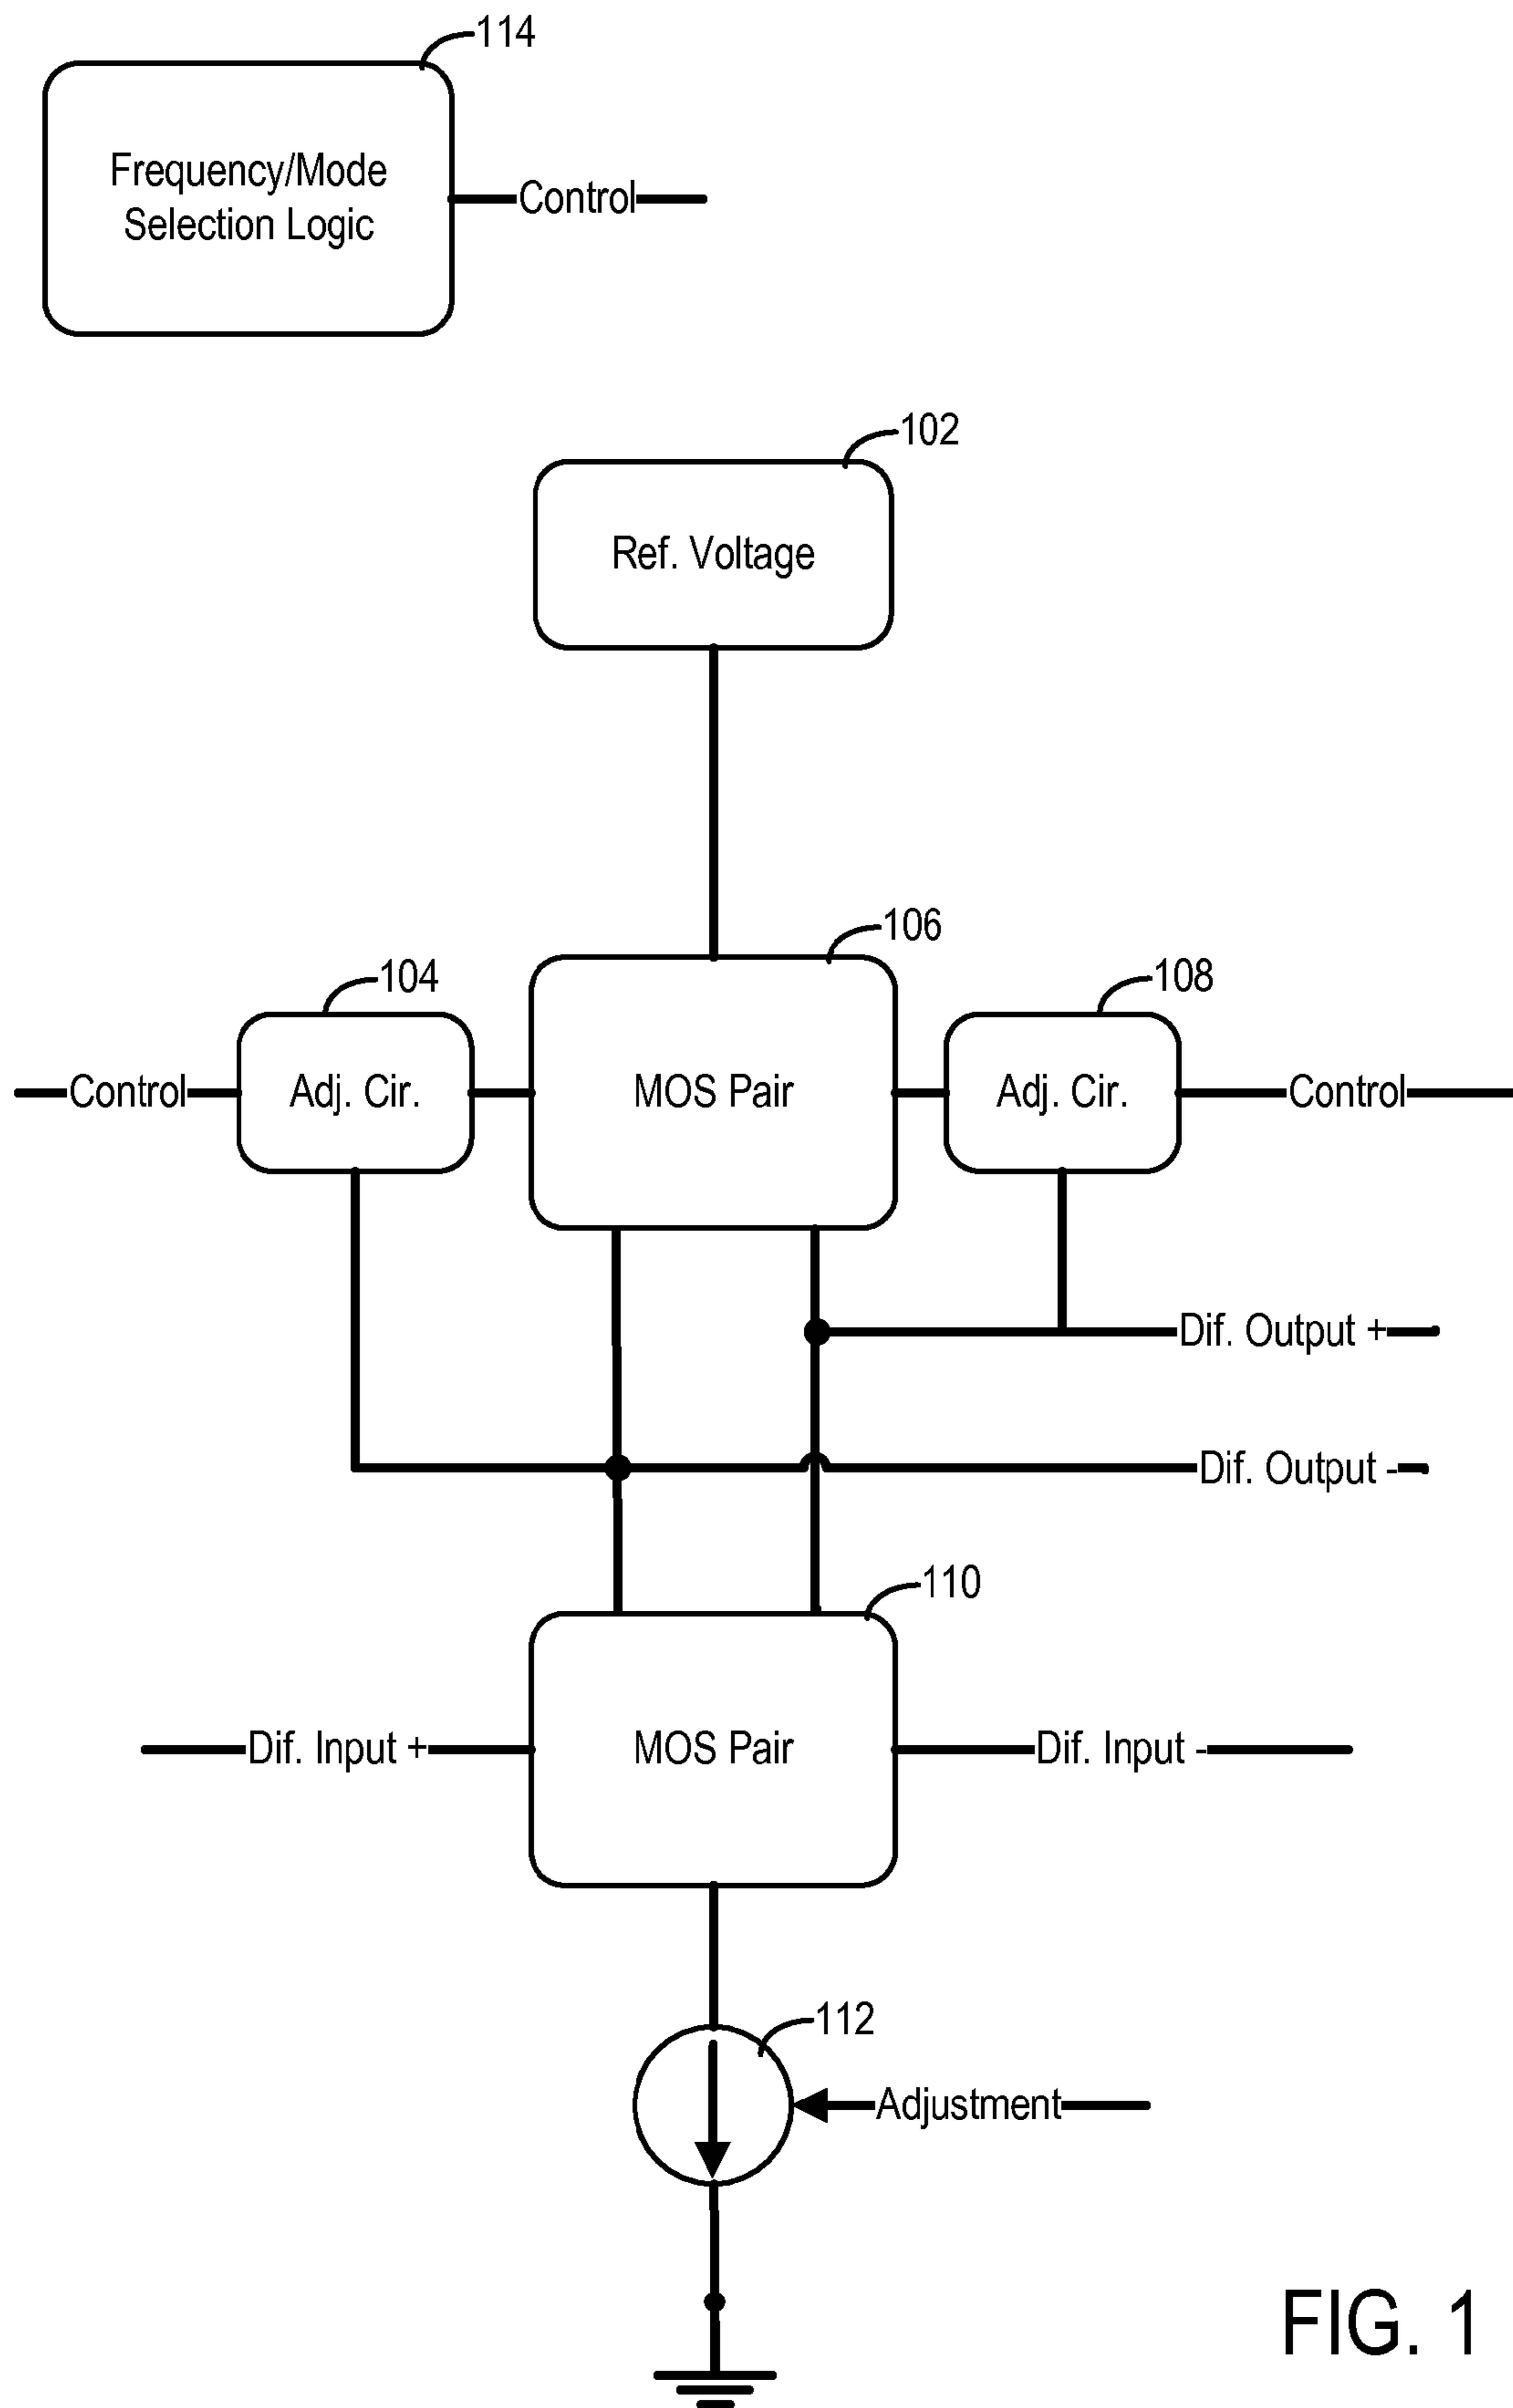 114
Frequency/Mode
Selection Logic
Control
102
Ref. Voltage
106
104
108
Control
Adj. Cir.
MOS Pair
Adj. Cir.
Control
Dif. Output +
Dif. Output -
110
Dif. Input +
MOS Pair
Dif. Input -
112
Adjustment
FIG. 1